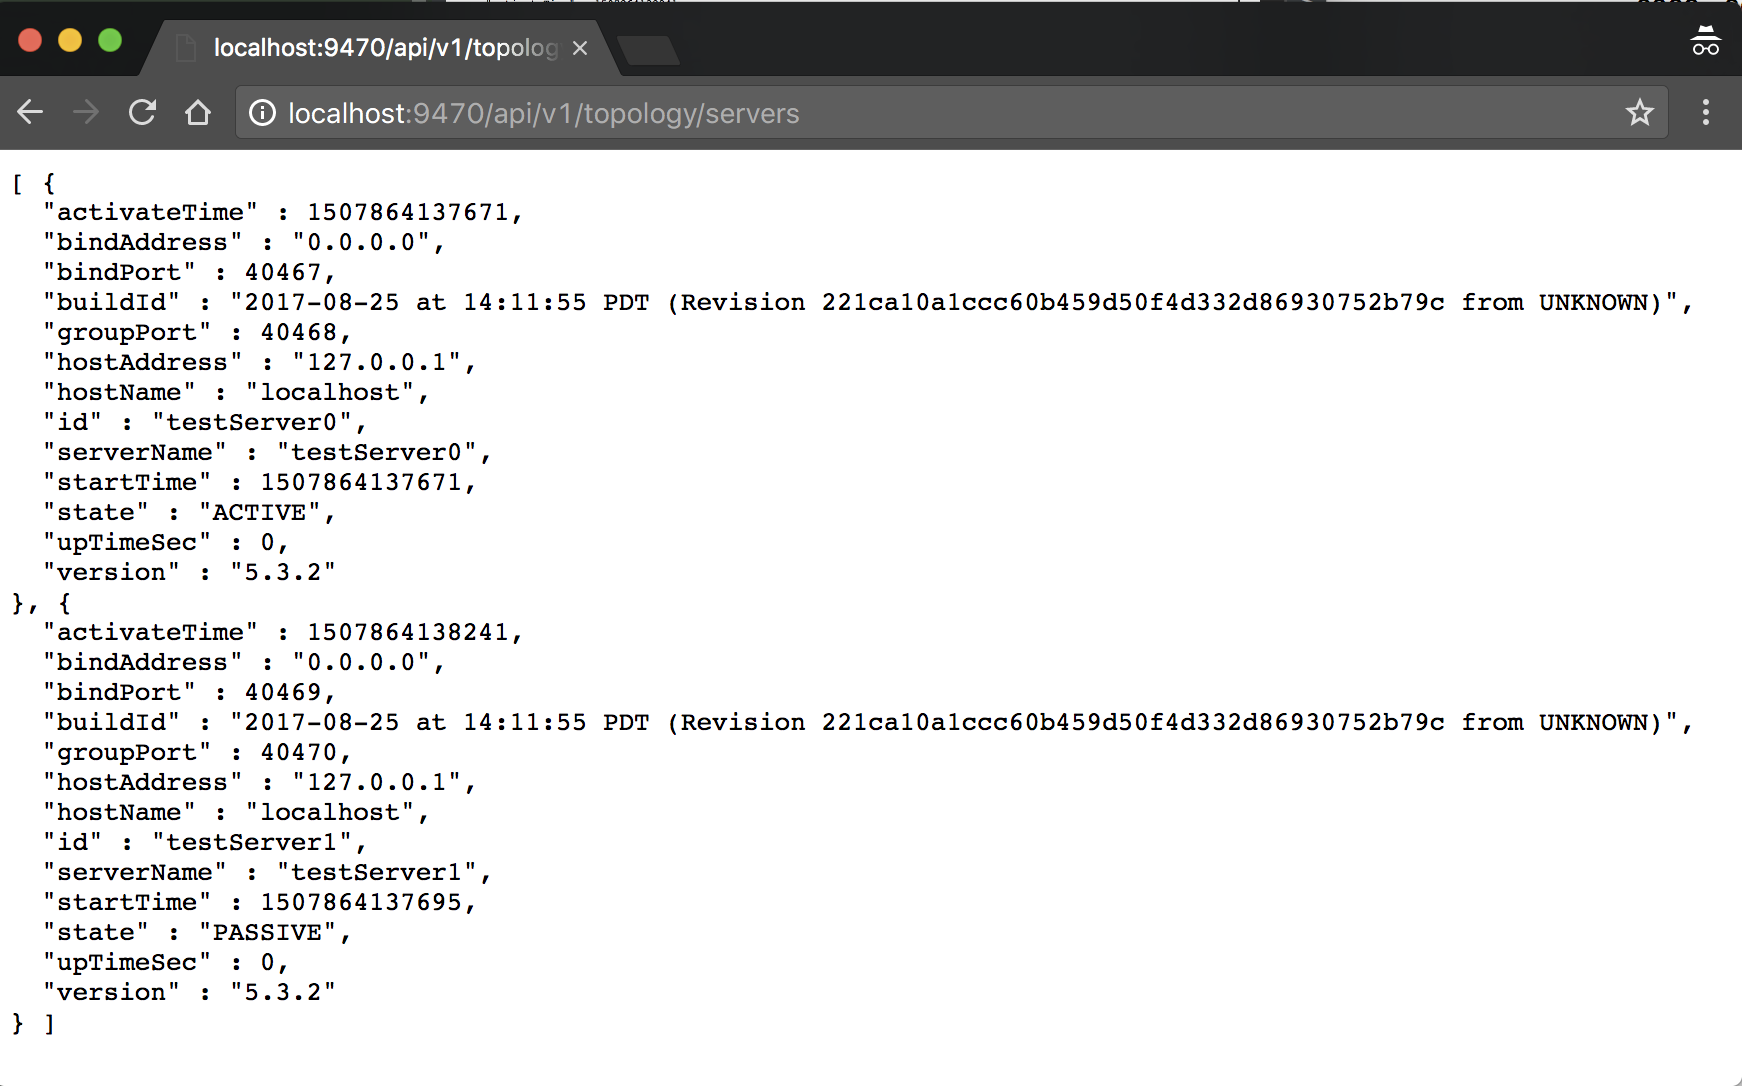 localhost:9470/api/v1/topolog
localhost:9470/api/v1/topology/servers
[ {
  "activateTime" : 1507864137671,
  "bindAddress" : "0.0.0.0",
  "bindPort" : 40467,
  "buildId" : "2017-08-25 at 14:11:55 PDT (Revision 221ca10a1ccc60b459d50f4d332d86930752b79c from UNKNOWN)",
  "groupPort" : 40468,
  "hostAddress" : "127.0.0.1",
  "hostName" : "localhost",
  "id" : "testServer0",
  "serverName" : "testServer0",
  "startTime" : 1507864137671,
  "state" : "ACTIVE",
  "upTimeSec" : 0,
  "version" : "5.3.2"
}, {
  "activateTime" : 1507864138241,
  "bindAddress" : "0.0.0.0",
  "bindPort" : 40469,
  "buildId" : "2017-08-25 at 14:11:55 PDT (Revision 221ca10a1ccc60b459d50f4d332d86930752b79c from UNKNOWN)",
  "groupPort" : 40470,
  "hostAddress" : "127.0.0.1",
  "hostName" : "localhost",
  "id" : "testServer1",
  "serverName" : "testServer1",
  "startTime" : 1507864137695,
  "state" : "PASSIVE",
  "upTimeSec" : 0,
  "version" : "5.3.2"
} ]